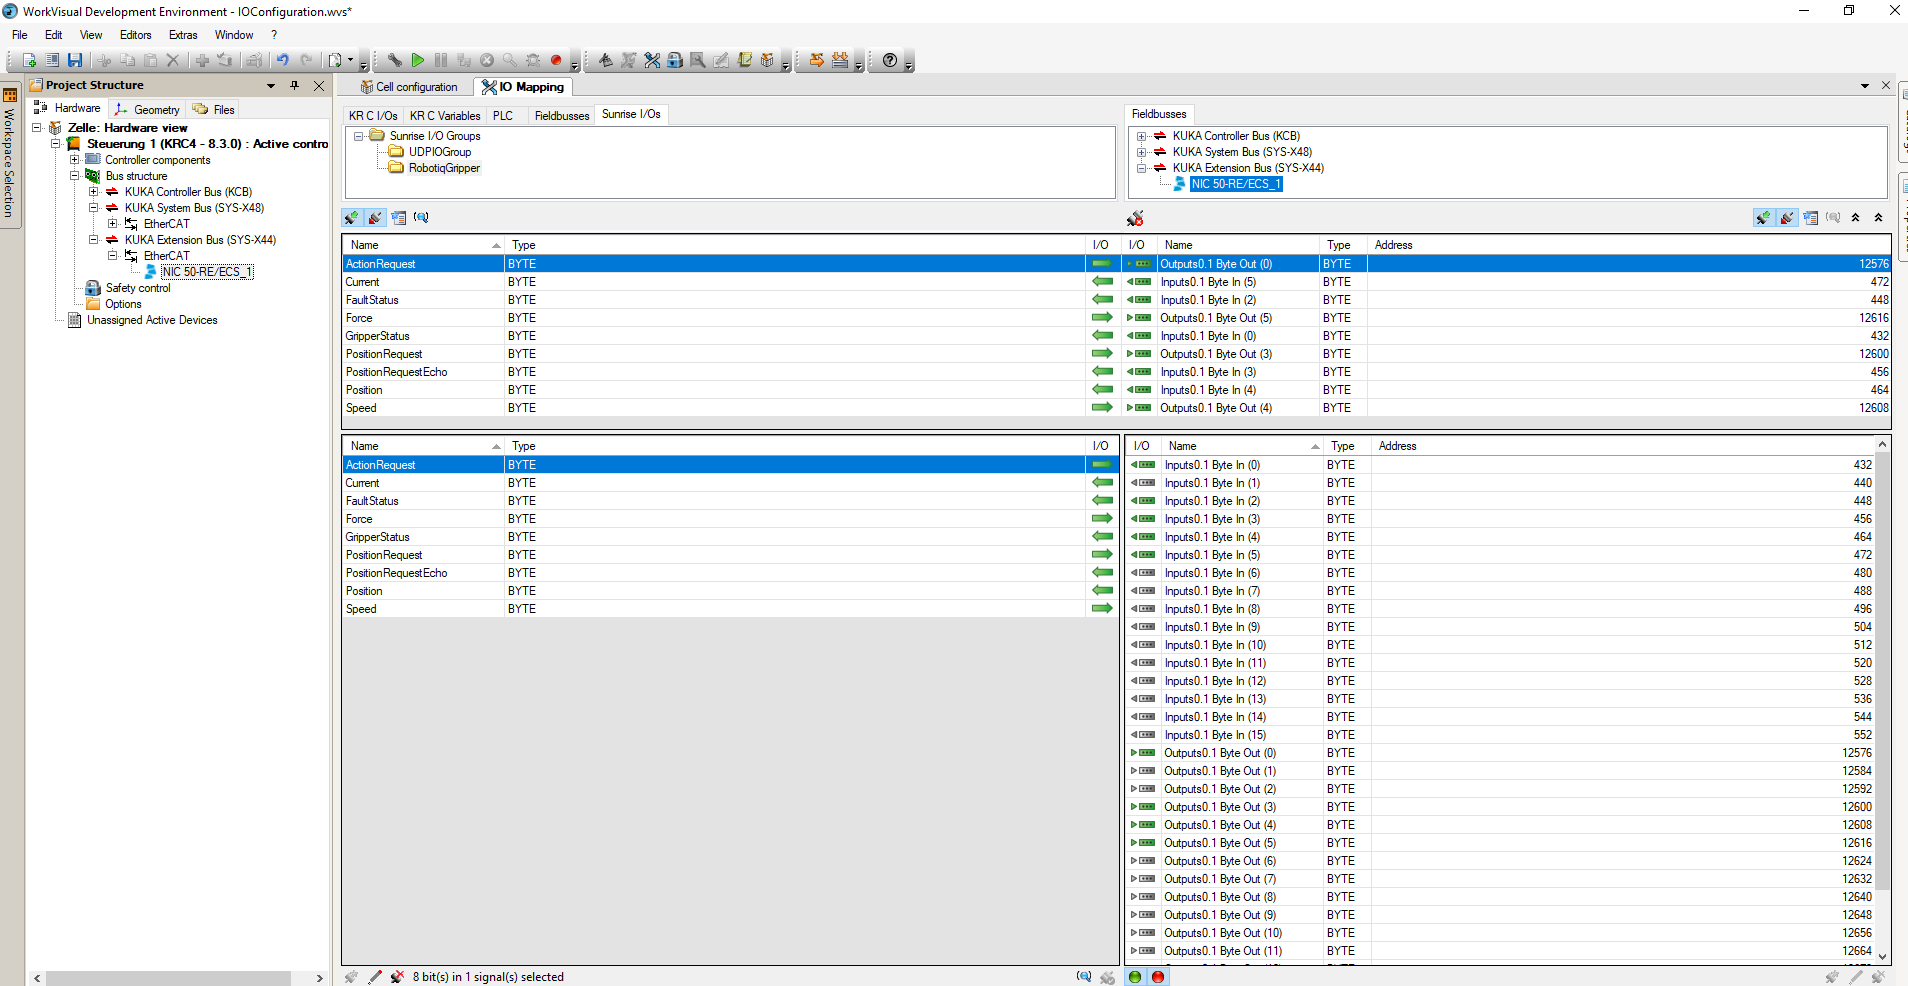 WorkVisual Development Environment - IOConfiguration.wvs*
File Edit View Editors Extras Window ?
Workspace Selection
Project Structure
Hardware Geometry Files
Zelle: Hardware view
Steuerung 1 (KRC4 - 8.3.0) : Active contro
Controller components
Bus structure
KUKA Controller Bus (KCB)
KUKA System Bus (SYS-X48)
EtherCAT
KUKA Extension Bus (SYS-X44)
EtherCAT
NIC 50-RE/ECS_1
Safety control
Options
Unassigned Active Devices
Cell configuration IO Mapping
KR C I/Os KR C Variables PLC Fieldbusses Sunrise I/Os
Sunrise I/O Groups
UDPIOGroup
RobotiqGripper
Fieldbusses
KUKA Controller Bus (KCB)
KUKA System Bus (SYS-X48)
KUKA Extension Bus (SYS-X44)
NIC 50-RE/ECS_1
Name Type I/O I/O Name Type Address
ActionRequest BYTE Outputs0.1 Byte Out (0) BYTE 12576
Current BYTE Inputs0.1 Byte In (5) BYTE 472
FaultStatus BYTE Inputs0.1 Byte In (2) BYTE 448
Force BYTE Outputs0.1 Byte Out (5) BYTE 12616
GripperStatus BYTE Inputs0.1 Byte In (0) BYTE 432
PositionRequest BYTE Outputs0.1 Byte Out (3) BYTE 12600
PositionRequestEcho BYTE Inputs0.1 Byte In (3) BYTE 456
Position BYTE Inputs0.1 Byte In (4) BYTE 464
Speed BYTE Outputs0.1 Byte Out (4) BYTE 12608
Name Type I/O
ActionRequest BYTE
Current BYTE
FaultStatus BYTE
Force BYTE
GripperStatus BYTE
PositionRequest BYTE
PositionRequestEcho BYTE
Position BYTE
Speed BYTE
I/O Name Type Address
Inputs0.1 Byte In (0) BYTE 432
Inputs0.1 Byte In (1) BYTE 440
Inputs0.1 Byte In (2) BYTE 448
Inputs0.1 Byte In (3) BYTE 456
Inputs0.1 Byte In (4) BYTE 464
Inputs0.1 Byte In (5) BYTE 472
Inputs0.1 Byte In (6) BYTE 480
Inputs0.1 Byte In (7) BYTE 488
Inputs0.1 Byte In (8) BYTE 496
Inputs0.1 Byte In (9) BYTE 504
Inputs0.1 Byte In (10) BYTE 512
Inputs0.1 Byte In (11) BYTE 520
Inputs0.1 Byte In (12) BYTE 528
Inputs0.1 Byte In (13) BYTE 536
Inputs0.1 Byte In (14) BYTE 544
Inputs0.1 Byte In (15) BYTE 552
Outputs0.1 Byte Out (0) BYTE 12576
Outputs0.1 Byte Out (1) BYTE 12584
Outputs0.1 Byte Out (2) BYTE 12592
Outputs0.1 Byte Out (3) BYTE 12600
Outputs0.1 Byte Out (4) BYTE 12608
Outputs0.1 Byte Out (5) BYTE 12616
Outputs0.1 Byte Out (6) BYTE 12624
Outputs0.1 Byte Out (7) BYTE 12632
Outputs0.1 Byte Out (8) BYTE 12640
Outputs0.1 Byte Out (9) BYTE 12648
Outputs0.1 Byte Out (10) BYTE 12656
Outputs0.1 Byte Out (11) BYTE 12664
8 bit(s) in 1 signal(s) selected